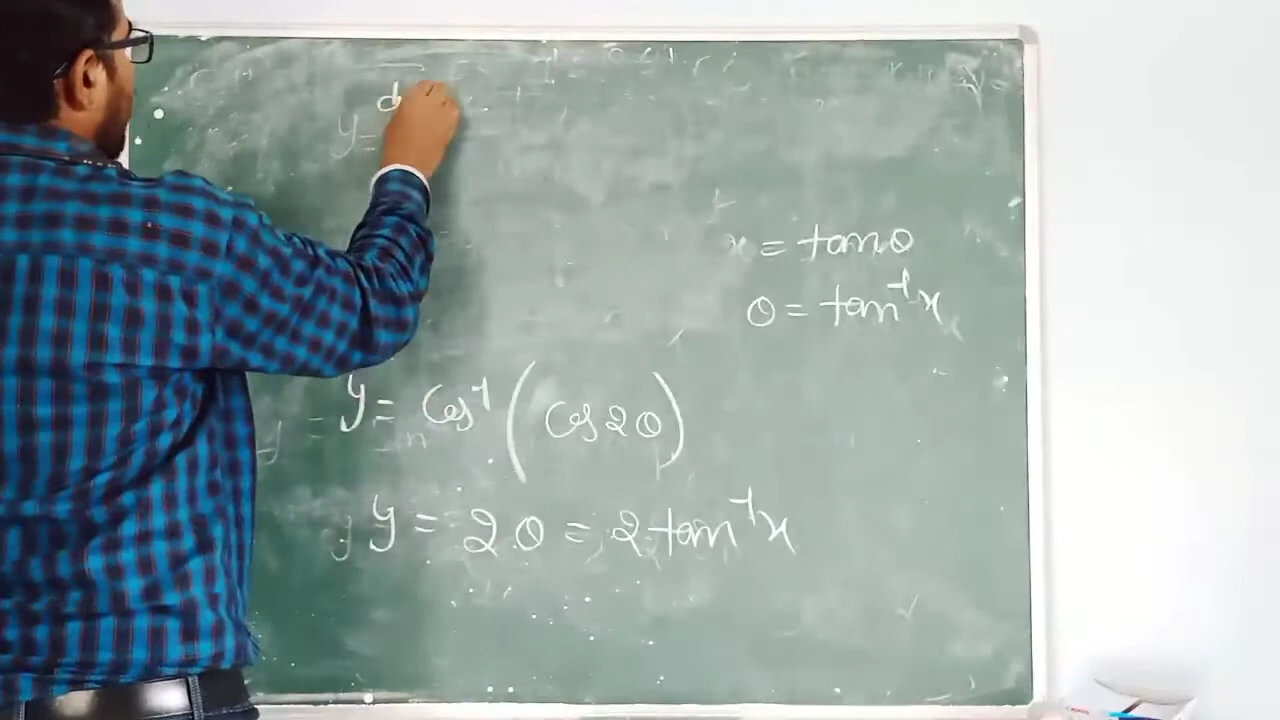 d
y =
x = tanθ
θ = tan⁻¹x
y = Cos⁻¹ (Cos2θ)
y = 2θ = 2tan⁻¹x